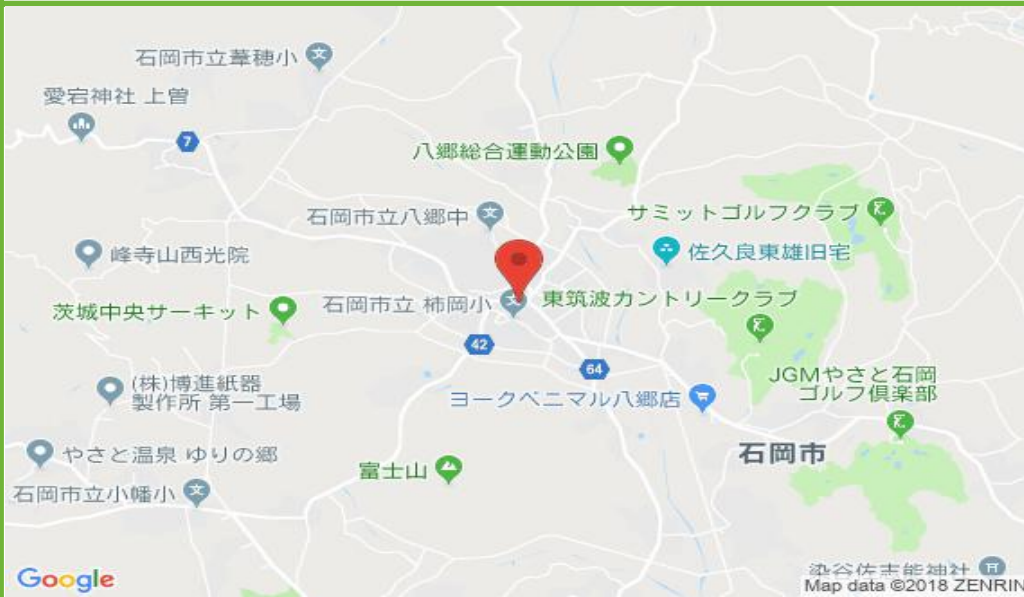 石岡市立葦穂小
愛宕神社 上曽
7
八郷総合運動公園
石岡市立八郷中
サミットゴルフクラブ
峰寺山西光院
佐久良東雄旧宅
茨城中央サーキット
石岡市立 柿岡小
東筑波カントリークラブ
42
64
(株)博進紙器
製作所 第一工場
JGMやさと石岡
ゴルフ倶楽部
ヨークベニマル八郷店
やさと温泉 ゆりの郷
石岡市
富士山
石岡市立小幡小
染谷佐志能神社
Google
Map data ©2018 ZENRIN